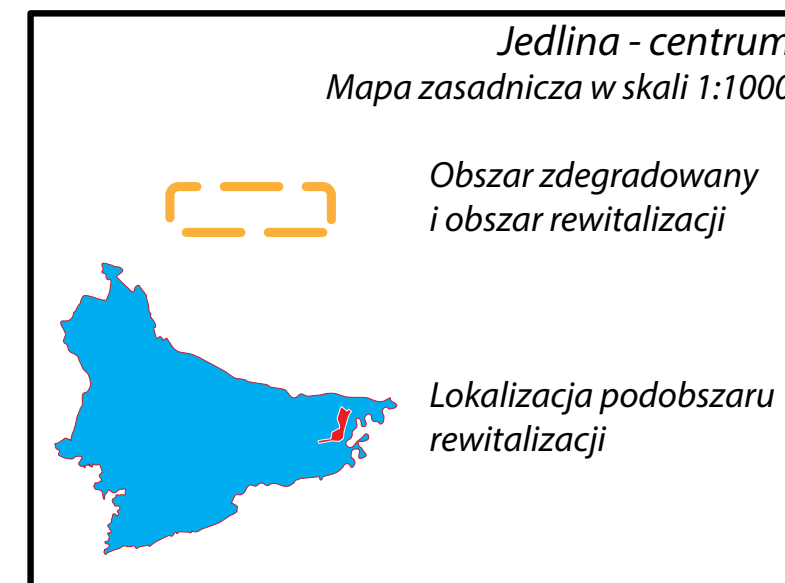 Jedlina - centrum
Mapa zasadnicza w skali 1:1000
Obszar zdegradowany
i obszar rewitalizacji
Lokalizacja podobszaru
rewitalizacji